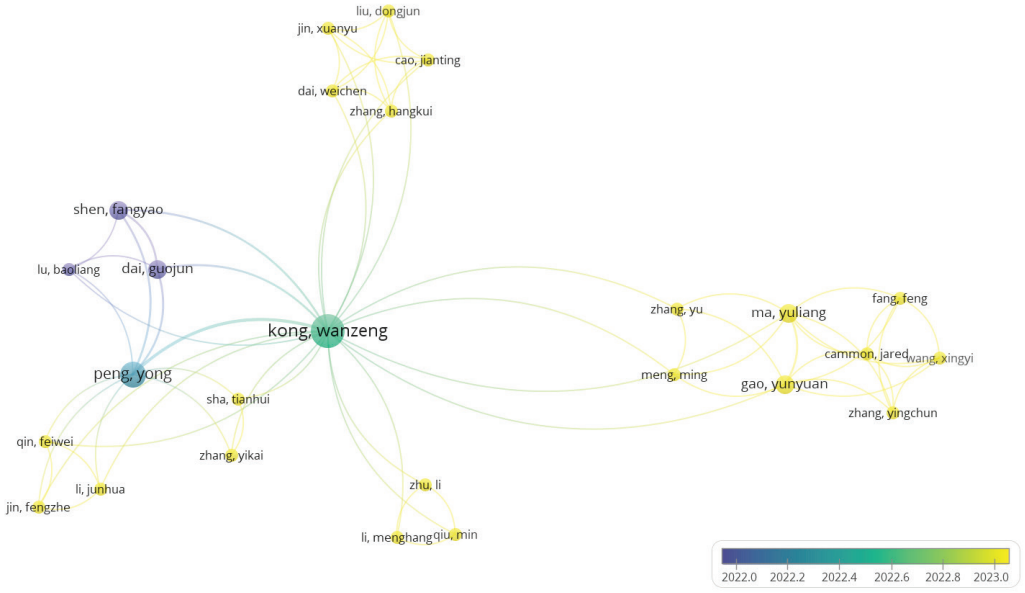 liu, dongjun
jin, xuanyu
cao, jianting
dai, weichen
zhang, hangkui
shen, fangyao
lu, baoliang
dai, guojun
kong, wanzeng
peng, yong
zhang, yu
ma, yuliang
fang, feng
cammon, jared
wang, xingyi
meng, ming
gao, yunyuan
zhang, yingchun
sha, tianhui
qin, feiwei
zhang, yikai
li, junhua
jin, fengzhe
zhu, li
li, menghang
qiu, min
2022.0 2022.2 2022.4 2022.6 2022.8 2023.0